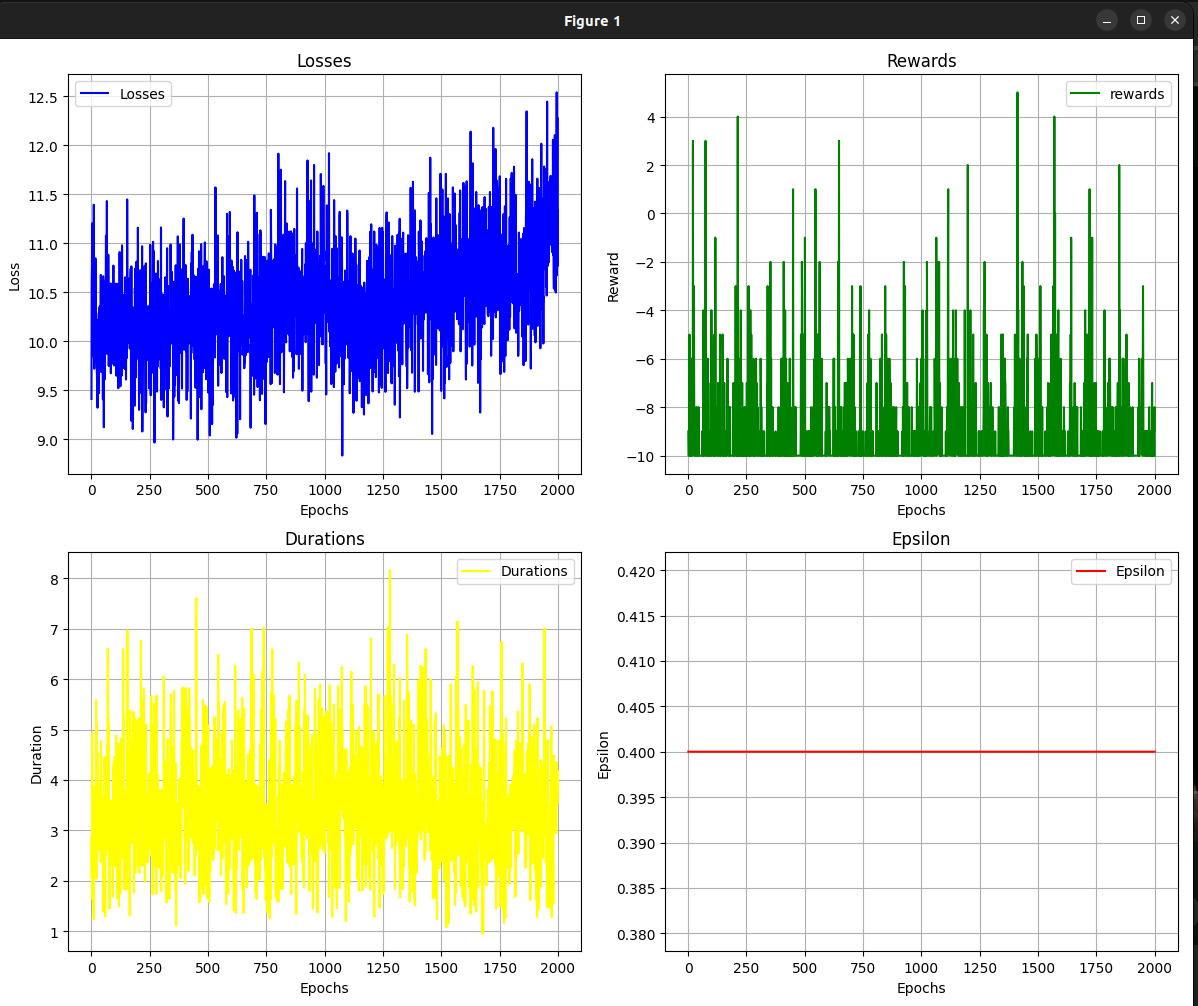 Figure 1
Losses
Losses
12.5
12.0
11.5
11.0
10.5
10.0
9.5
9.0
Loss
0 250 500 750 1000 1250 1500 1750 2000
Epochs
Rewards
rewards
4
2
0
−2
−4
−6
−8
−10
Reward
0 250 500 750 1000 1250 1500 1750 2000
Epochs
Durations
Durations
8
7
6
5
4
3
2
1
Duration
0 250 500 750 1000 1250 1500 1750 2000
Epochs
Epsilon
Epsilon
0.420
0.415
0.410
0.405
0.400
0.395
0.390
0.385
0.380
Epsilon
0 250 500 750 1000 1250 1500 1750 2000
Epochs